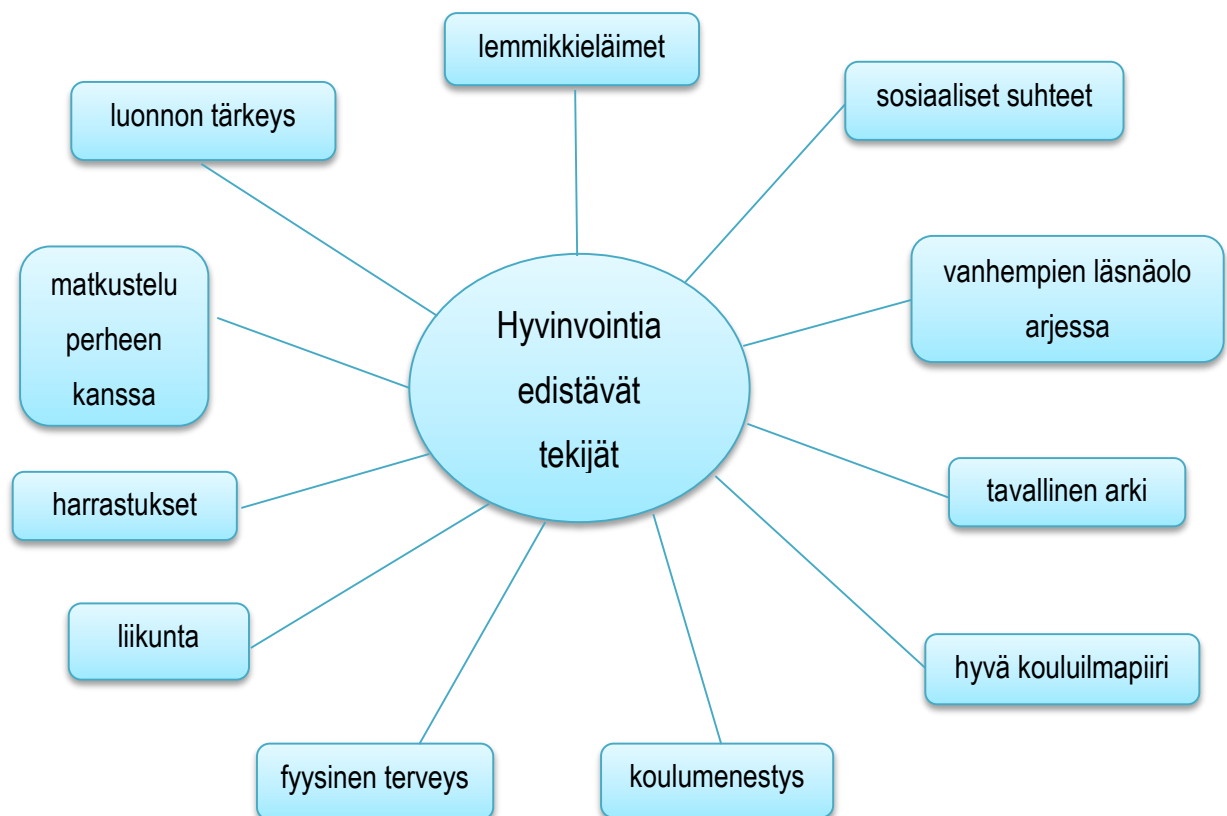 lemmikkieläimet
sosiaaliset suhteet
luonnon tärkeys
vanhempien läsnäolo
arjessa
matkustelu
perheen
kanssa
Hyvinvointia
edistävät
tekijät
harrastukset
tavallinen arki
liikunta
hyvä kouluilmapiiri
fyysinen terveys
koulumenestys